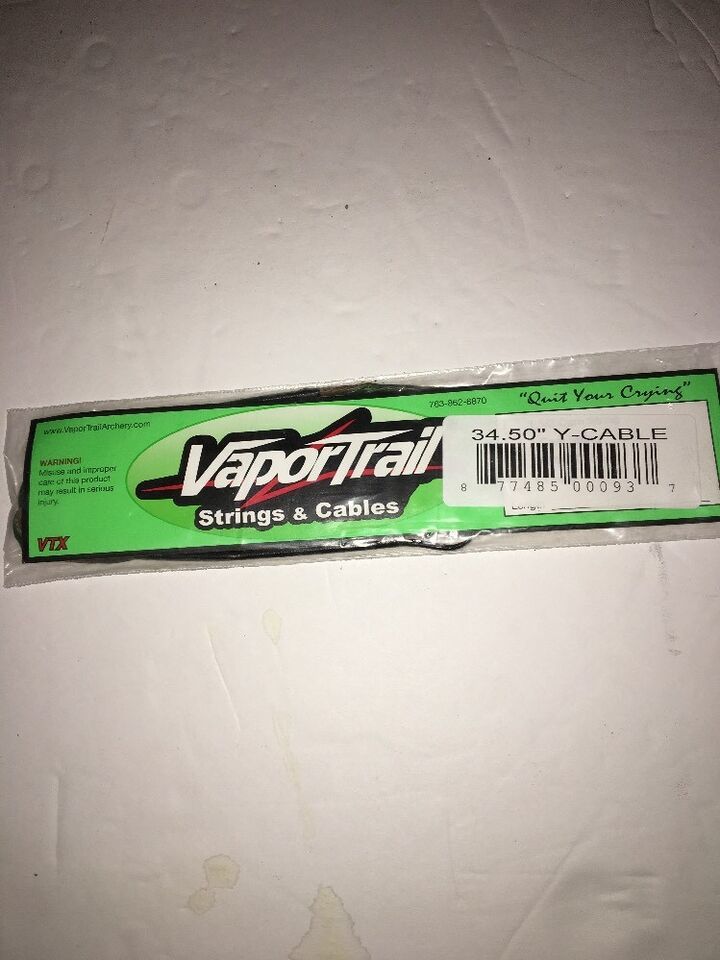 www.VaporTrailArchery.com
763-862-8870
"Quit Your Crying"
WARNING!
Misuse and improper
care of this product
may result in serious
injury.
VTX
VaporTrail
Strings & Cables
34.50" Y-CABLE
8 77485 00093 7